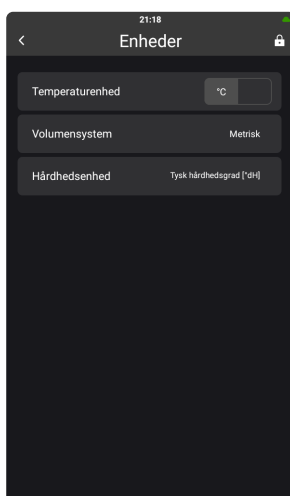 21:18
Enheder
Temperaturenhed °C
Volumensystem Metrisk
Hårdhedsenhed Tysk hårdhedsgrad [°dH]